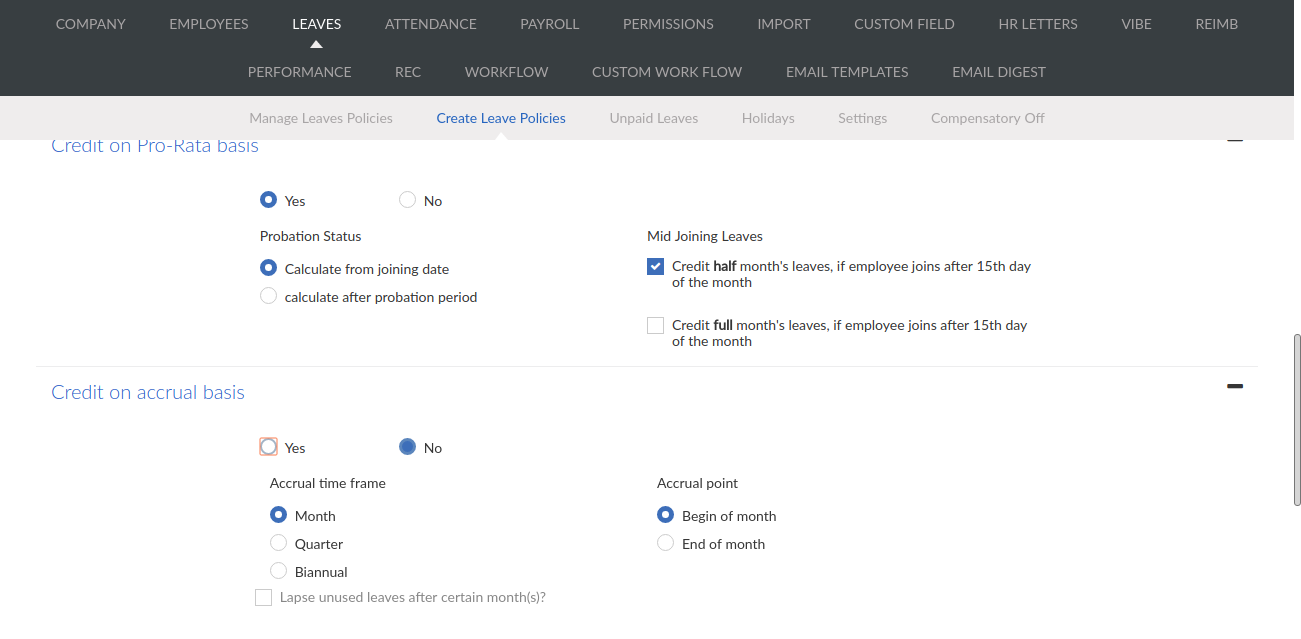 COMPANY EMPLOYEES LEAVES ATTENDANCE PAYROLL PERMISSIONS IMPORT CUSTOM FIELD HR LETTERS VIBE REIMB
PERFORMANCE REC WORKFLOW CUSTOM WORK FLOW EMAIL TEMPLATES EMAIL DIGEST
Manage Leaves Policies Create Leave Policies Unpaid Leaves Holidays Settings Compensatory Off
Credit on Pro-Rata basis
Yes No
Probation Status
Calculate from joining date
calculate after probation period
Mid Joining Leaves
Credit half month's leaves, if employee joins after 15th day
of the month
Credit full month's leaves, if employee joins after 15th day
of the month
Credit on accrual basis
Yes No
Accrual time frame
Month
Quarter
Biannual
Lapse unused leaves after certain month(s)?
Accrual point
Begin of month
End of month